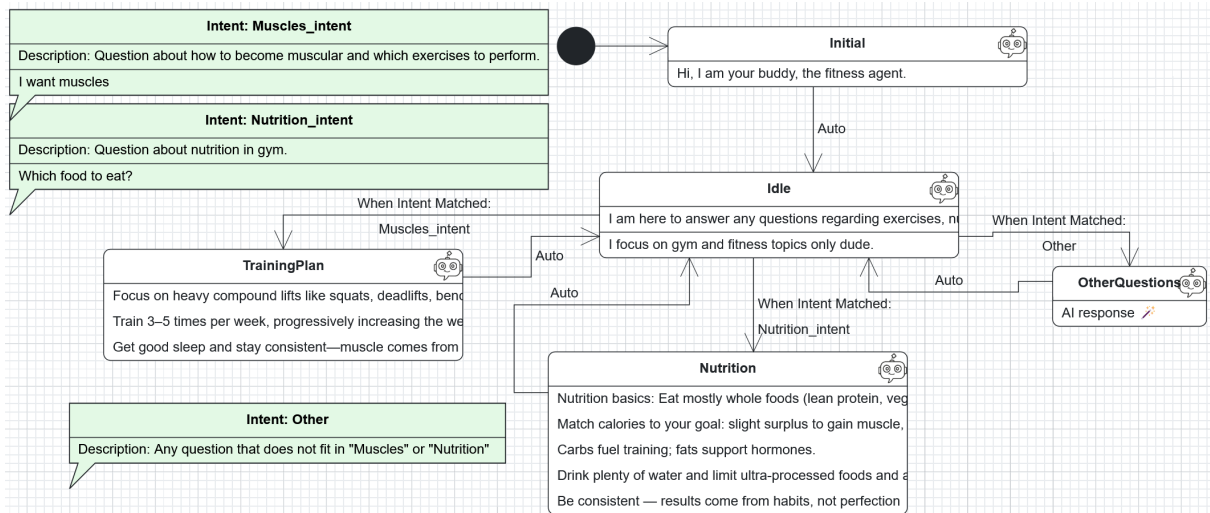 Intent: Muscles_intent
Description: Question about how to become muscular and which exercises to perform.
I want muscles
Intent: Nutrition_intent
Description: Question about nutrition in gym.
Which food to eat?
Initial
Hi, I am your buddy, the fitness agent.
Auto
Idle
I am here to answer any questions regarding exercises,
I focus on gym and fitness topics only dude.
When Intent Matched:
Muscles_intent
Auto
When Intent Matched:
Other
Auto
TrainingPlan
Focus on heavy compound lifts like squats, deadlifts,
Train 3–5 times per week, progressively increasing the
Get good sleep and stay consistent—muscle comes from
OtherQuestions
AI response 🪄
Auto
When Intent Matched:
Nutrition_intent
Nutrition
Nutrition basics: Eat mostly whole foods (lean protein,
Match calories to your goal: slight surplus to gain muscle,
Carbs fuel training; fats support hormones.
Drink plenty of water and limit ultra-processed foods and
Be consistent — results come from habits, not perfection
Intent: Other
Description: Any question that does not fit in "Muscles" or "Nutrition"